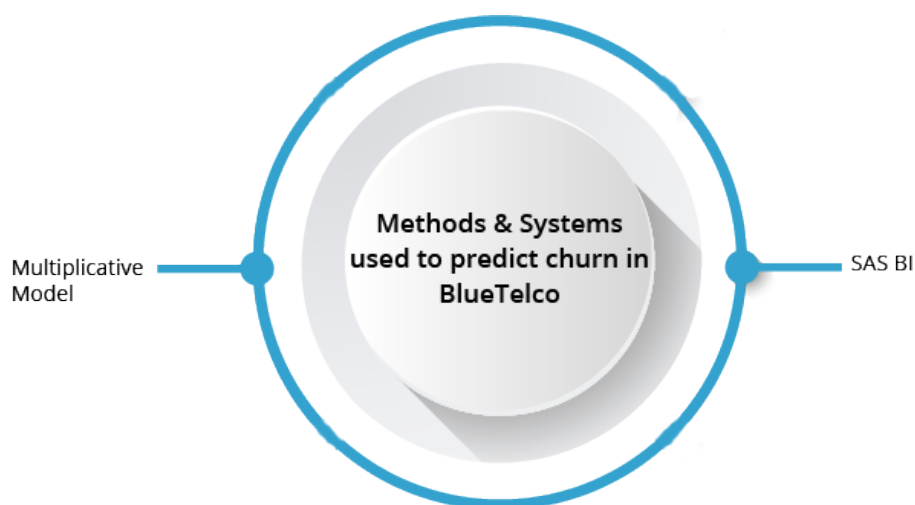 Methods & Systems
used to predict churn in
BlueTelco
Multiplicative
Model
SAS BI